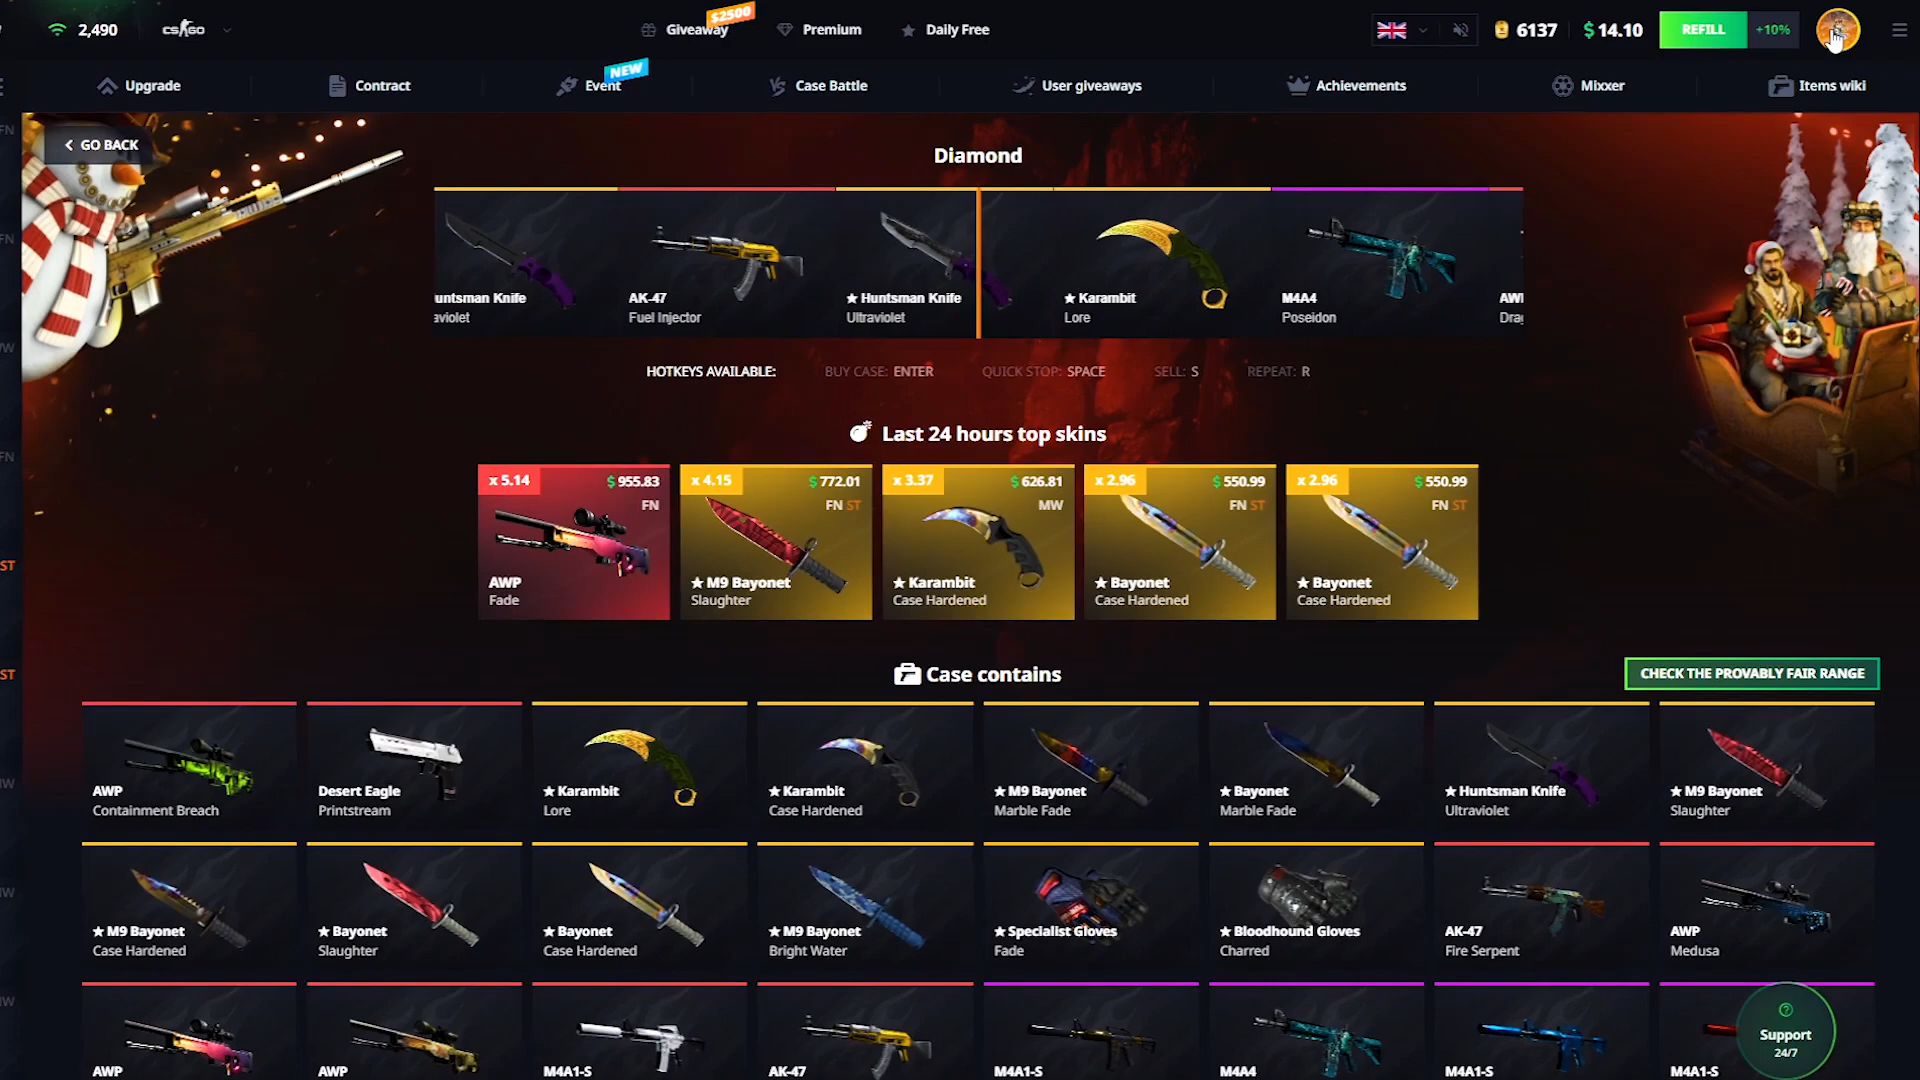 2,490
CS:GO
Giveaway
$2500
Premium
Daily Free
6137
$ 14.10
REFILL
+10%
Upgrade
Contract
Event
NEW
Case Battle
User giveaways
Achievements
Mixxer
Items wiki
GO BACK
Diamond
untsman Knife
aviolet
AK-47
Fuel Injector
★ Huntsman Knife
Ultraviolet
★ Karambit
Lore
M4A4
Poseidon
HOTKEYS AVAILABLE:
BUY CASE: ENTER
QUICK STOP: SPACE
SELL: S
REPEAT: R
Last 24 hours top skins
x 5.14
$ 955.83
FN
AWP
Fade
x 4.15
$ 772.01
FN ST
★ M9 Bayonet
Slaughter
x 3.37
$ 626.81
MW
★ Karambit
Case Hardened
x 2.96
$ 550.99
FN ST
★ Bayonet
Case Hardened
x 2.96
$ 550.99
FN ST
★ Bayonet
Case Hardened
Case contains
CHECK THE PROVABLY FAIR RANGE
AWP
Containment Breach
Desert Eagle
Printstream
★ Karambit
Lore
★ Karambit
Case Hardened
★ M9 Bayonet
Marble Fade
★ Bayonet
Marble Fade
★ Huntsman Knife
Ultraviolet
★ M9 Bayonet
Slaughter
★ M9 Bayonet
Case Hardened
★ Bayonet
Slaughter
★ Bayonet
Case Hardened
★ M9 Bayonet
Bright Water
★ Specialist Gloves
Fade
★ Bloodhound Gloves
Charred
AK-47
Fire Serpent
AWP
Medusa
AWP
AWP
M4A1-S
AK-47
M4A1-S
M4A4
M4A1-S
M4A1-S
Support
24/7